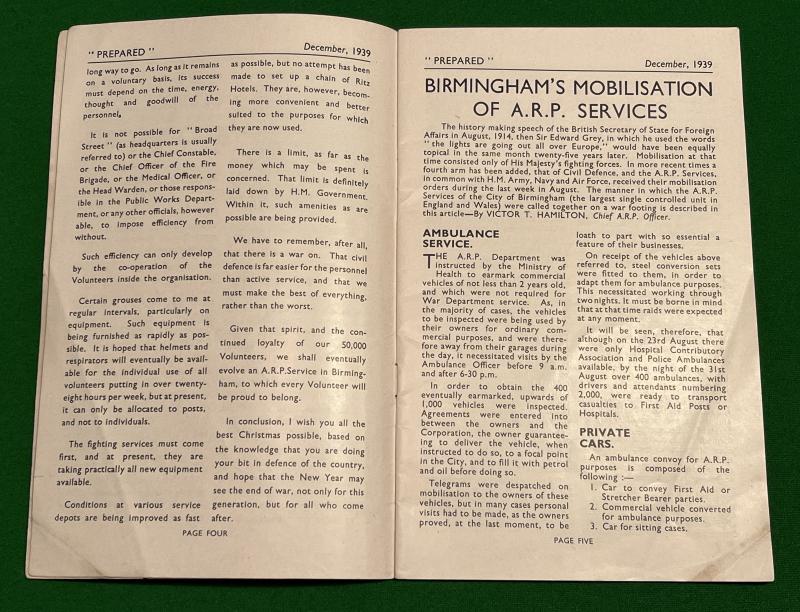 " PREPARED "
December, 1939
long way to go. As long as it remains
on a voluntary basis, its success
must depend on the time, energy,
thought and goodwill of the
personnel.
It is not possible for " Broad
Street " (as headquarters is usually
referred to) or the Chief Constable,
or the Chief Officer of the Fire
Brigade, or the Medical Officer, or
the Head Warden, or those respons-
ible in the Public Works Depart-
ment, or any other officials, however
able, to impose efficiency from
without.
Such efficiency can only develop
by the co-operation of the
Volunteers inside the organisation.
Certain grouses come to me at
regular intervals, particularly on
equipment. Such equipment is
being furnished as rapidly as pos-
sible. It is hoped that helmets and
respirators will eventually be avail-
able for the individual use of all
volunteers putting in over twenty-
eight hours per week, but at present,
it can only be allocated to posts,
and not to individuals.
The fighting services must come
first, and at present, they are
taking practically all new equipment
available.
Conditions at various service
depots are being improved as fast
as possible, but no attempt has been
made to set up a chain of Ritz
Hotels. They are, however, becom-
ing more convenient and better
suited to the purposes for which
they are now used.
There is a limit, as far as the
money which may be spent is
concerned. That limit is definitely
laid down by H.M. Government.
Within it, such amenities as are
possible are being provided.
We have to remember, after all,
that there is a war on. That civil
defence is far easier for the personnel
than active service, and that we
must make the best of everything,
rather than the worst.
Given that spirit, and the con-
tinued loyalty of our 50,000
Volunteers, we shall eventually
evolve an A.R.P.Service in Birming-
ham, to which every Volunteer will
be proud to belong.
In conclusion, I wish you all the
best Christmas possible, based on
the knowledge that you are doing
your bit in defence of the country,
and hope that the New Year may
see the end of war, not only for this
generation, but for all who come
after.
PAGE FOUR
" PREPARED "
December, 1939
BIRMINGHAM'S MOBILISATION
OF A.R.P. SERVICES
The history making speech of the British Secretary of State for Foreign
Affairs in August, 1914, then Sir Edward Grey, in which he used the words
" the lights are going out all over Europe," would have been equally
topical in the same month twenty-five years later. Mobilisation at that
time consisted only of His Majesty's fighting forces. In more recent times a
fourth arm has been added, that of Civil Defence, and the A.R.P. Services,
in common with H.M. Army, Navy and Air Force, received their mobilisation
orders during the last week in August. The manner in which the A.R.P.
Services of the City of Birmingham (the largest single controlled unit in
England and Wales) were called together on a war footing is described in
this article—By VICTOR T. HAMILTON, Chief A.R.P. Officer.
AMBULANCE
SERVICE.
THE A.R.P. Department was
instructed by the Ministry of
Health to earmark commercial
vehicles of not less than 2 years old,
and which were not required for
War Department service. As, in
the majority of cases, the vehicles
to be inspected were being used by
their owners for ordinary com-
mercial purposes, and were there-
fore away from their garages during
the day, it necessitated visits by the
Ambulance Officer before 9 a.m.
and after 6-30 p.m.
In order to obtain the 400
eventually earmarked, upwards of
1,000 vehicles were inspected.
Agreements were entered into
between the owners and the
Corporation, the owner guarantee-
ing to deliver the vehicle, when
instructed to do so, to a focal point
in the City, and to fill it with petrol
and oil before doing so.
Telegrams were despatched on
mobilisation to the owners of these
vehicles, but in many cases personal
visits had to be made, as the owners
proved, at the last moment, to be
loath to part with so essential a
feature of their businesses.
On receipt of the vehicles above
referred to, steel conversion sets
were fitted to them, in order to
adapt them for ambulance purposes.
This necessitated working through
two nights. It must be borne in mind
that at that time raids were expected
at any moment.
It will be seen, therefore, that
although on the 23rd August there
were only Hospital Contributory
Association and Police Ambulances
available, by the night of the 31st
August over 400 ambulances, with
drivers and attendants numbering
2,000, were ready to transport
casualties to First Aid Posts or
Hospitals.
PRIVATE
CARS.
An ambulance convoy for A.R.P.
purposes is composed of the
following :—
1. Car to convey First Aid or
Stretcher Bearer parties.
2. Commercial vehicle converted
for ambulance purposes.
3. Car for sitting cases.
PAGE FIVE